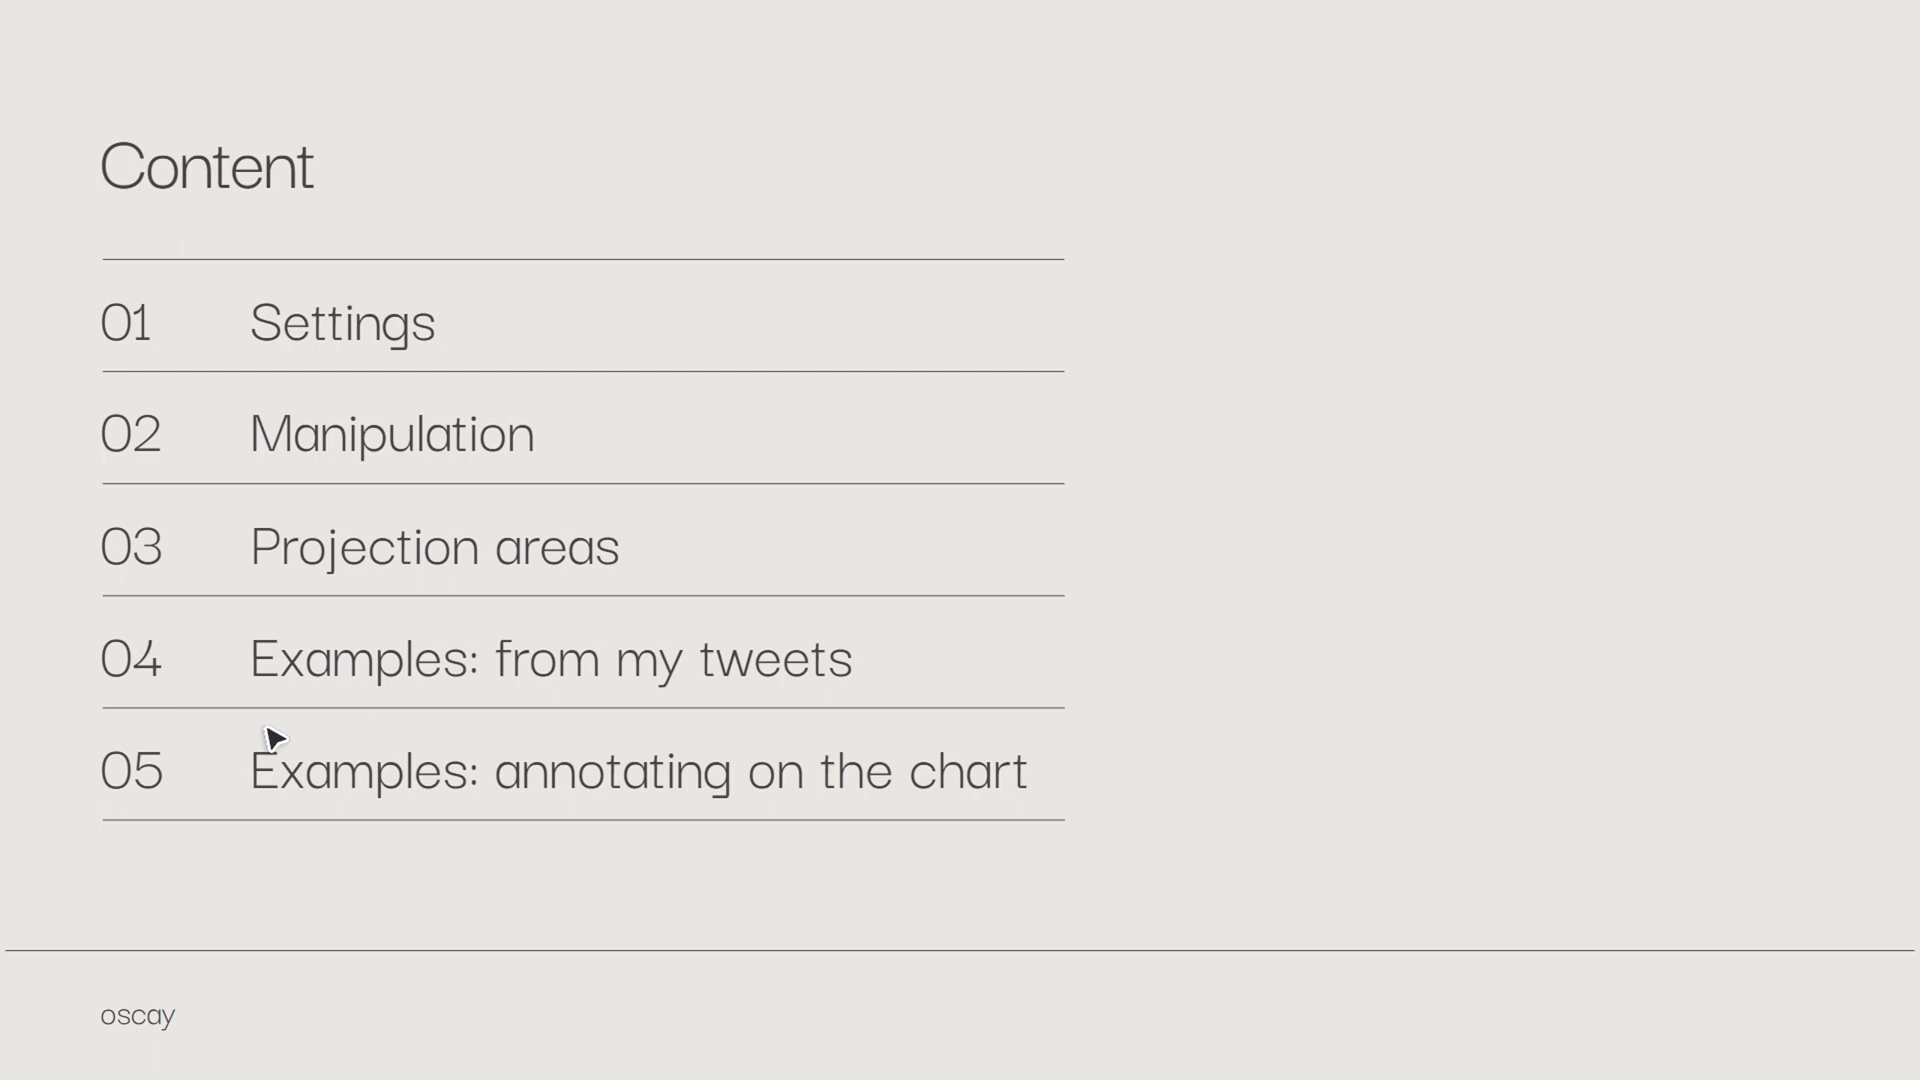 Content
01 Settings
02 Manipulation
03 Projection areas
04 Examples: from my tweets
05 Examples: annotating on the chart
oscay